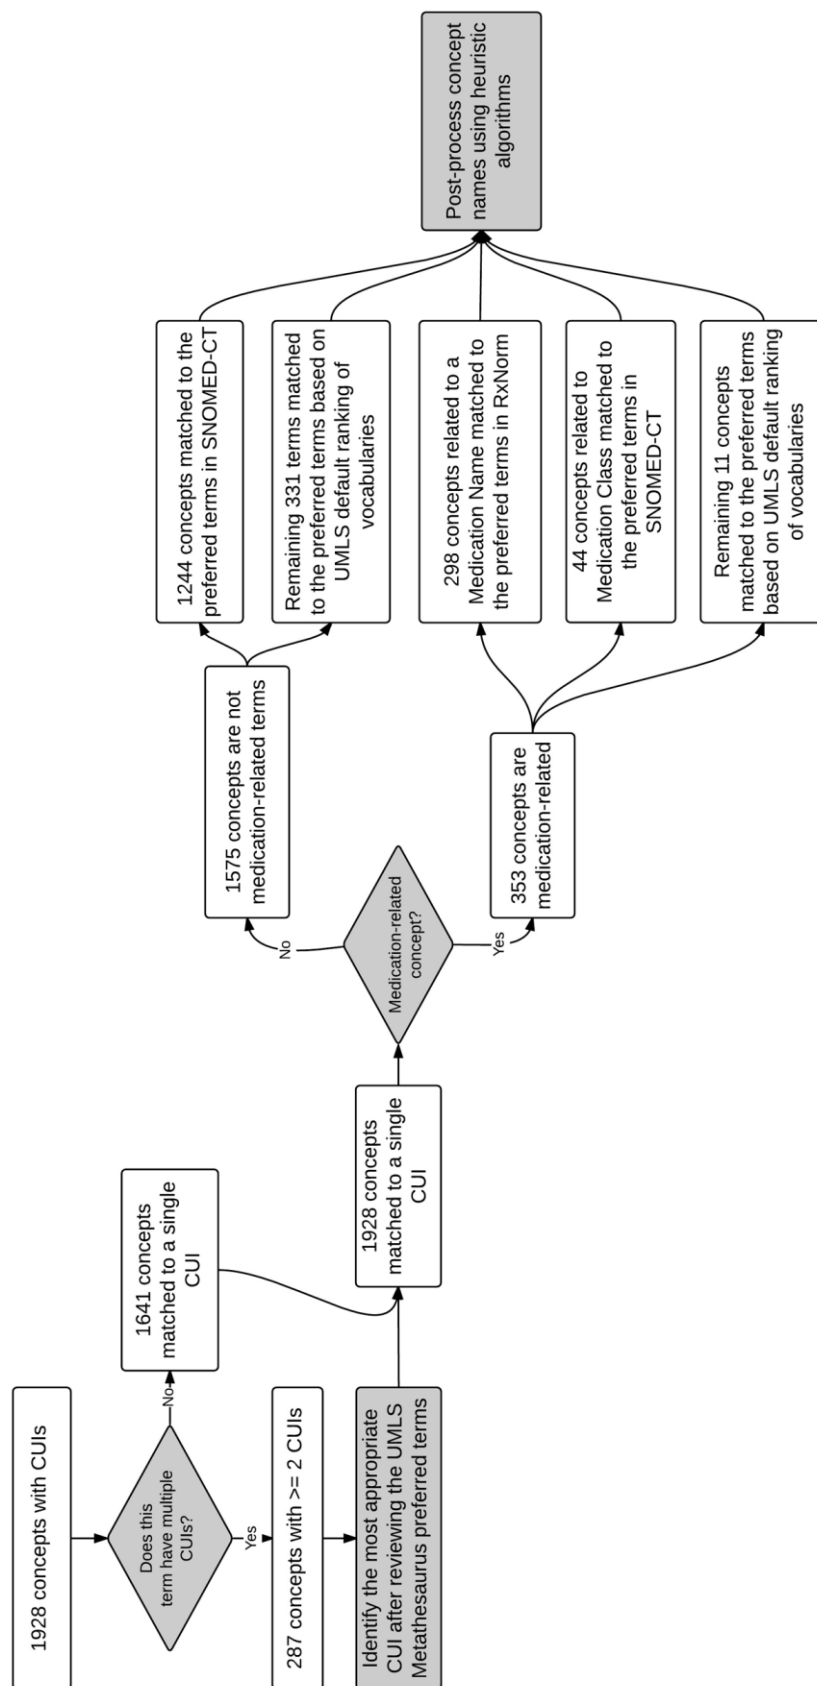 1928 concepts with CUIs
Does this
term have multiple
CUIs?
No
Yes
1641 concepts
matched to a single
CUI
287 concepts with >= 2 CUIs
Identify the most appropriate
CUI after reviewing the UMLS
Metathesaurus preferred terms
1928 concepts
matched to a single
CUI
Medication-related
concept?
No
Yes
1575 concepts are not
medication-related terms
353 concepts are
medication-related
1244 concepts matched to the
preferred terms in SNOMED-CT
Remaining 331 terms matched
to the preferred terms based on
UMLS default ranking of
vocabularies
298 concepts related to a
Medication Name matched to
the preferred terms in RxNorm
44 concepts related to
Medication Class matched to
the preferred terms in
SNOMED-CT
Remaining 11 concepts
matched to the preferred terms
based on UMLS default ranking
of vocabularies
Post-process concept
names using heuristic
algorithms